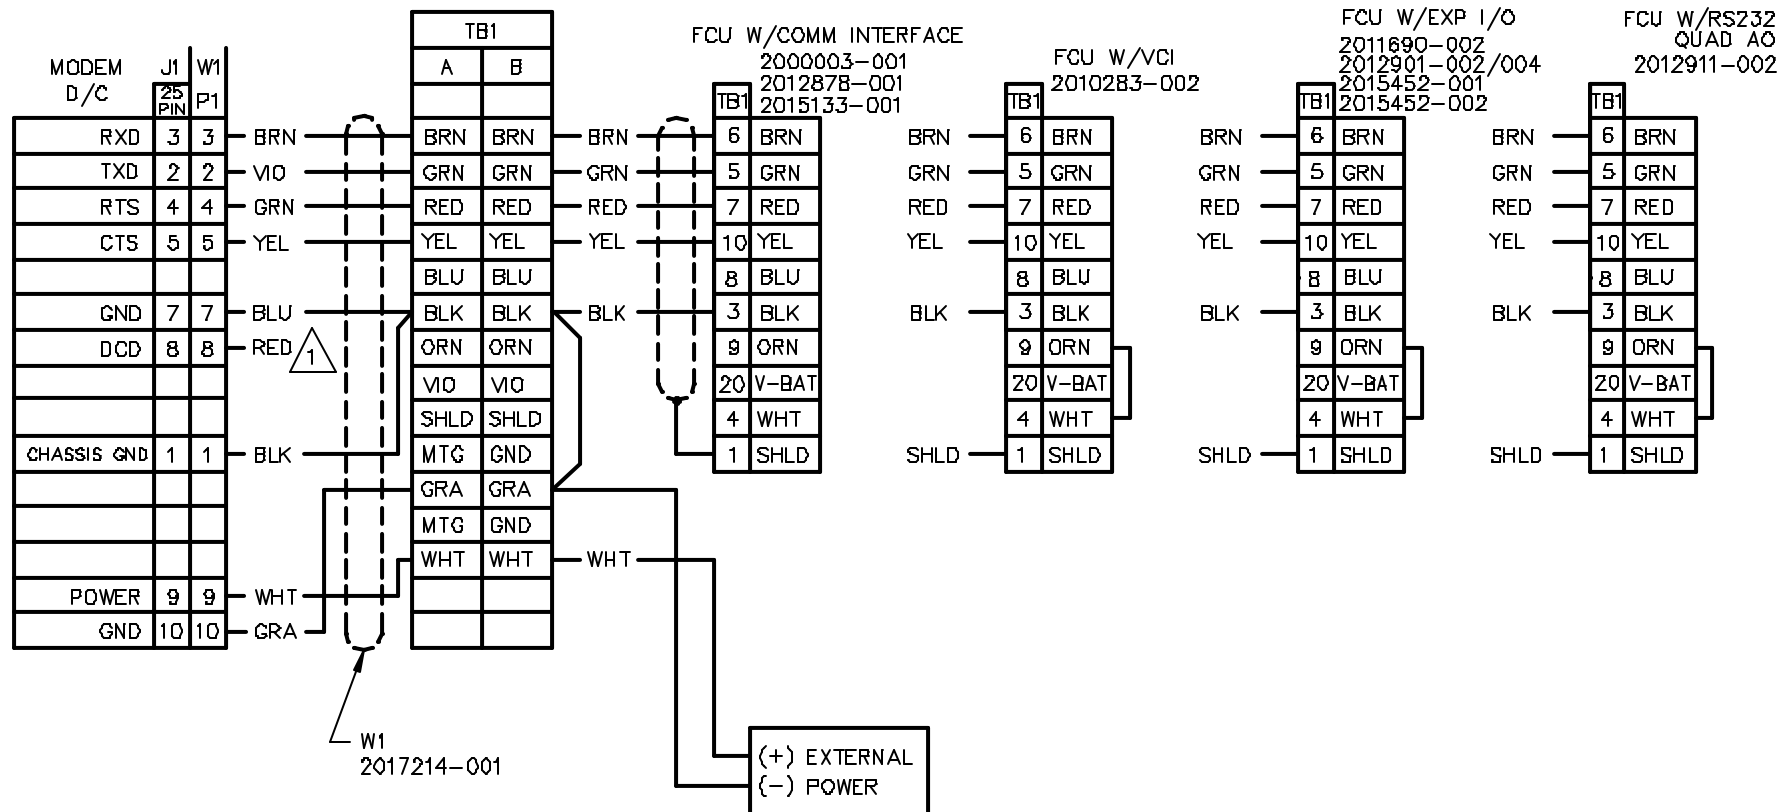 MODEM D/C J1 W1
25 PIN P1
RXD 3 3 BRN
TXD 2 2 VIO
RTS 4 4 GRN
CTS 5 5 YEL
GND 7 7 BLU
DCD 8 8 RED 1
CHASSIS GND 1 1 BLK
POWER 9 9 WHT
GND 10 10 GRA
W1
2017214-001
TB1
A B
BRN BRN BRN
GRN GRN GRN
RED RED RED
YEL YEL YEL
BLU BLU
BLK BLK BLK
ORN ORN
VIO VIO
SHLD SHLD
MTG GND
GRA GRA
MTG GND
WHT WHT WHT
(+) EXTERNAL
(-) POWER
FCU W/COMM INTERFACE
2000003-001
2012878-001
2015133-001
TB1
6 BRN
5 GRN
7 RED
10 YEL
8 BLU
3 BLK
9 ORN
20 V-BAT
4 WHT
1 SHLD
FCU W/VCI
2010283-002
TB1
BRN 6 BRN
GRN 5 GRN
RED 7 RED
YEL 10 YEL
8 BLU
BLK 3 BLK
9 ORN
20 V-BAT
4 WHT
SHLD 1 SHLD
FCU W/EXP I/O
2011690-002
2012901-002/004
2015452-001
2015452-002
TB1
BRN 6 BRN
GRN 5 GRN
RED 7 RED
YEL 10 YEL
8 BLU
BLK 3 BLK
9 ORN
20 V-BAT
4 WHT
SHLD 1 SHLD
FCU W/RS232
QUAD AO
2012911-002
TB1
BRN 6 BRN
GRN 5 GRN
RED 7 RED
YEL 10 YEL
8 BLU
BLK 3 BLK
9 ORN
20 V-BAT
4 WHT
SHLD 1 SHLD